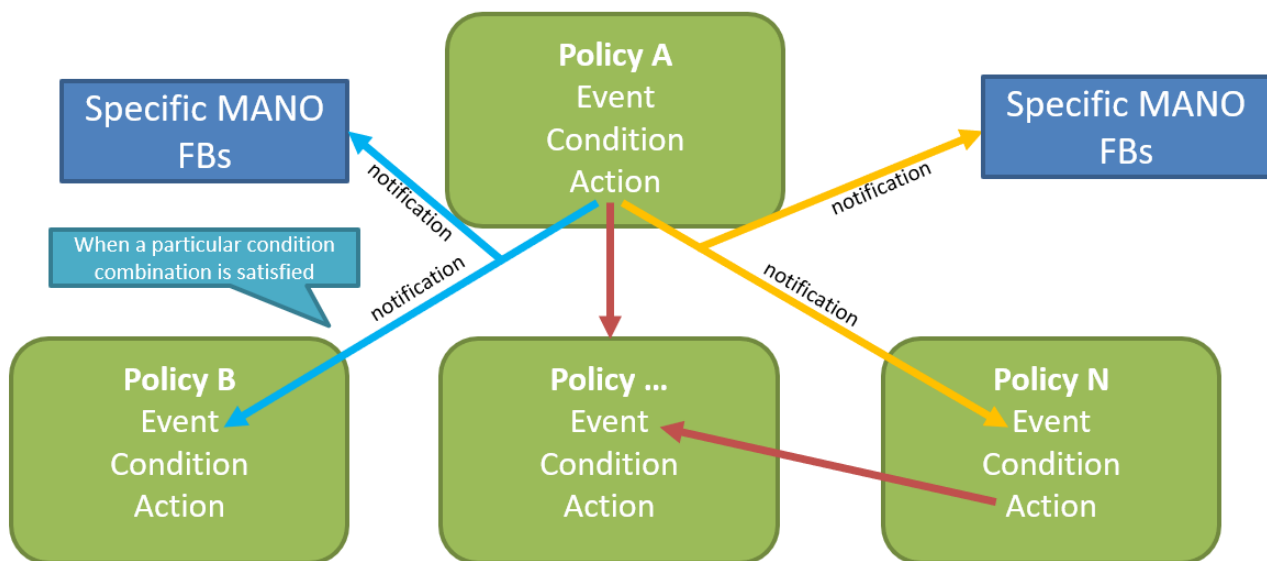 Policy A
Event
Condition
Action
Specific MANO
FBs
Specific MANO
FBs
notification
notification
When a particular condition
combination is satisfied
notification
notification
Policy B
Event
Condition
Action
Policy ...
Event
Condition
Action
Policy N
Event
Condition
Action